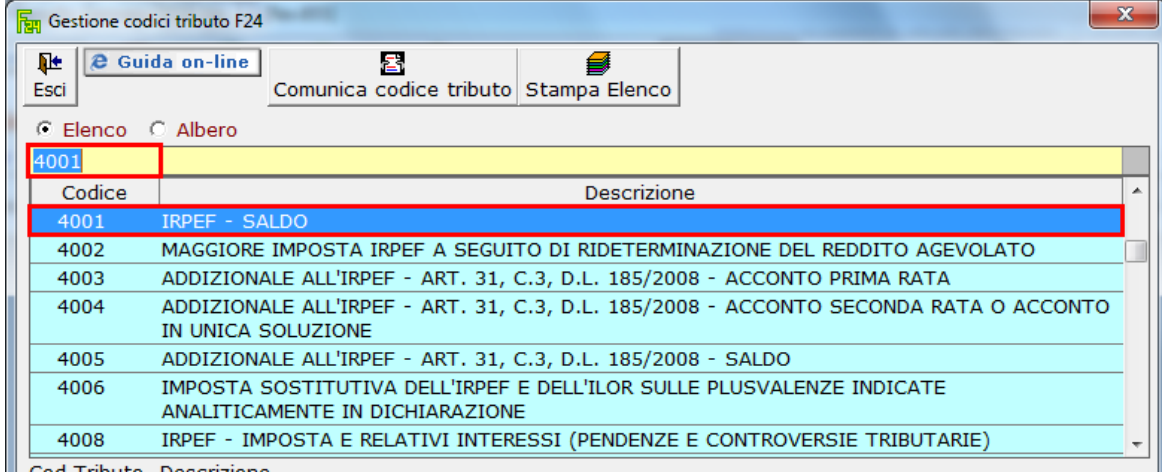 Gestione codici tributo F24
Esci
Guida on-line
Comunica codice tributo
Stampa Elenco
Elenco
Albero
4001
Codice Descrizione
4001 IRPEF - SALDO
4002 MAGGIORE IMPOSTA IRPEF A SEGUITO DI RIDETERMINAZIONE DEL REDDITO AGEVOLATO
4003 ADDIZIONALE ALL'IRPEF - ART. 31, C.3, D.L. 185/2008 - ACCONTO PRIMA RATA
4004 ADDIZIONALE ALL'IRPEF - ART. 31, C.3, D.L. 185/2008 - ACCONTO SECONDA RATA O ACCONTO
IN UNICA SOLUZIONE
4005 ADDIZIONALE ALL'IRPEF - ART. 31, C.3, D.L. 185/2008 - SALDO
4006 IMPOSTA SOSTITUTIVA DELL'IRPEF E DELL'ILOR SULLE PLUSVALENZE INDICATE
ANALITICAMENTE IN DICHIARAZIONE
4008 IRPEF - IMPOSTA E RELATIVI INTERESSI (PENDENZE E CONTROVERSIE TRIBUTARIE)
Cod.Tributo Descrizione